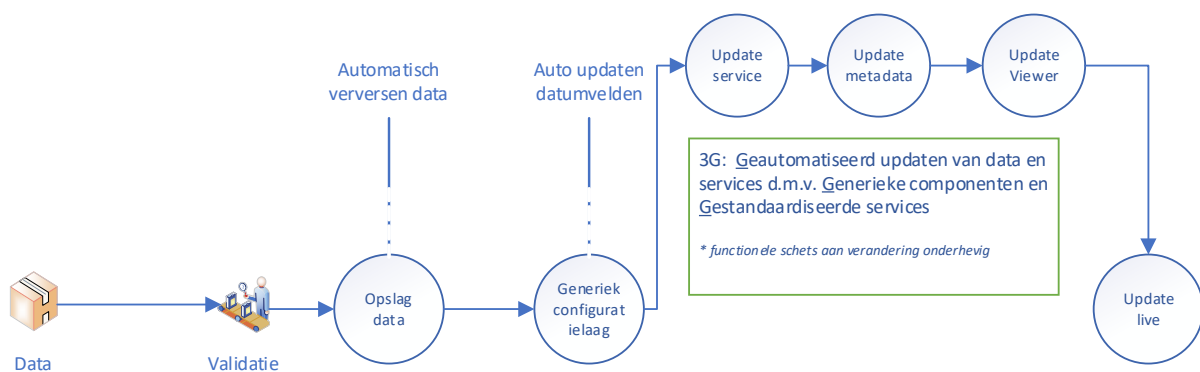 Automatisch
verversen data
Auto updaten
datumvelden
Update
service
Update
metadata
Update
Viewer
3G: Geautomatiseerd updaten van data en
services d.m.v. Generieke componenten en
Gestandaardiseerde services
* functionele schets aan verandering onderhevig
Data
Validatie
Opslag
data
Generiek
configurat
ielaag
Update
live